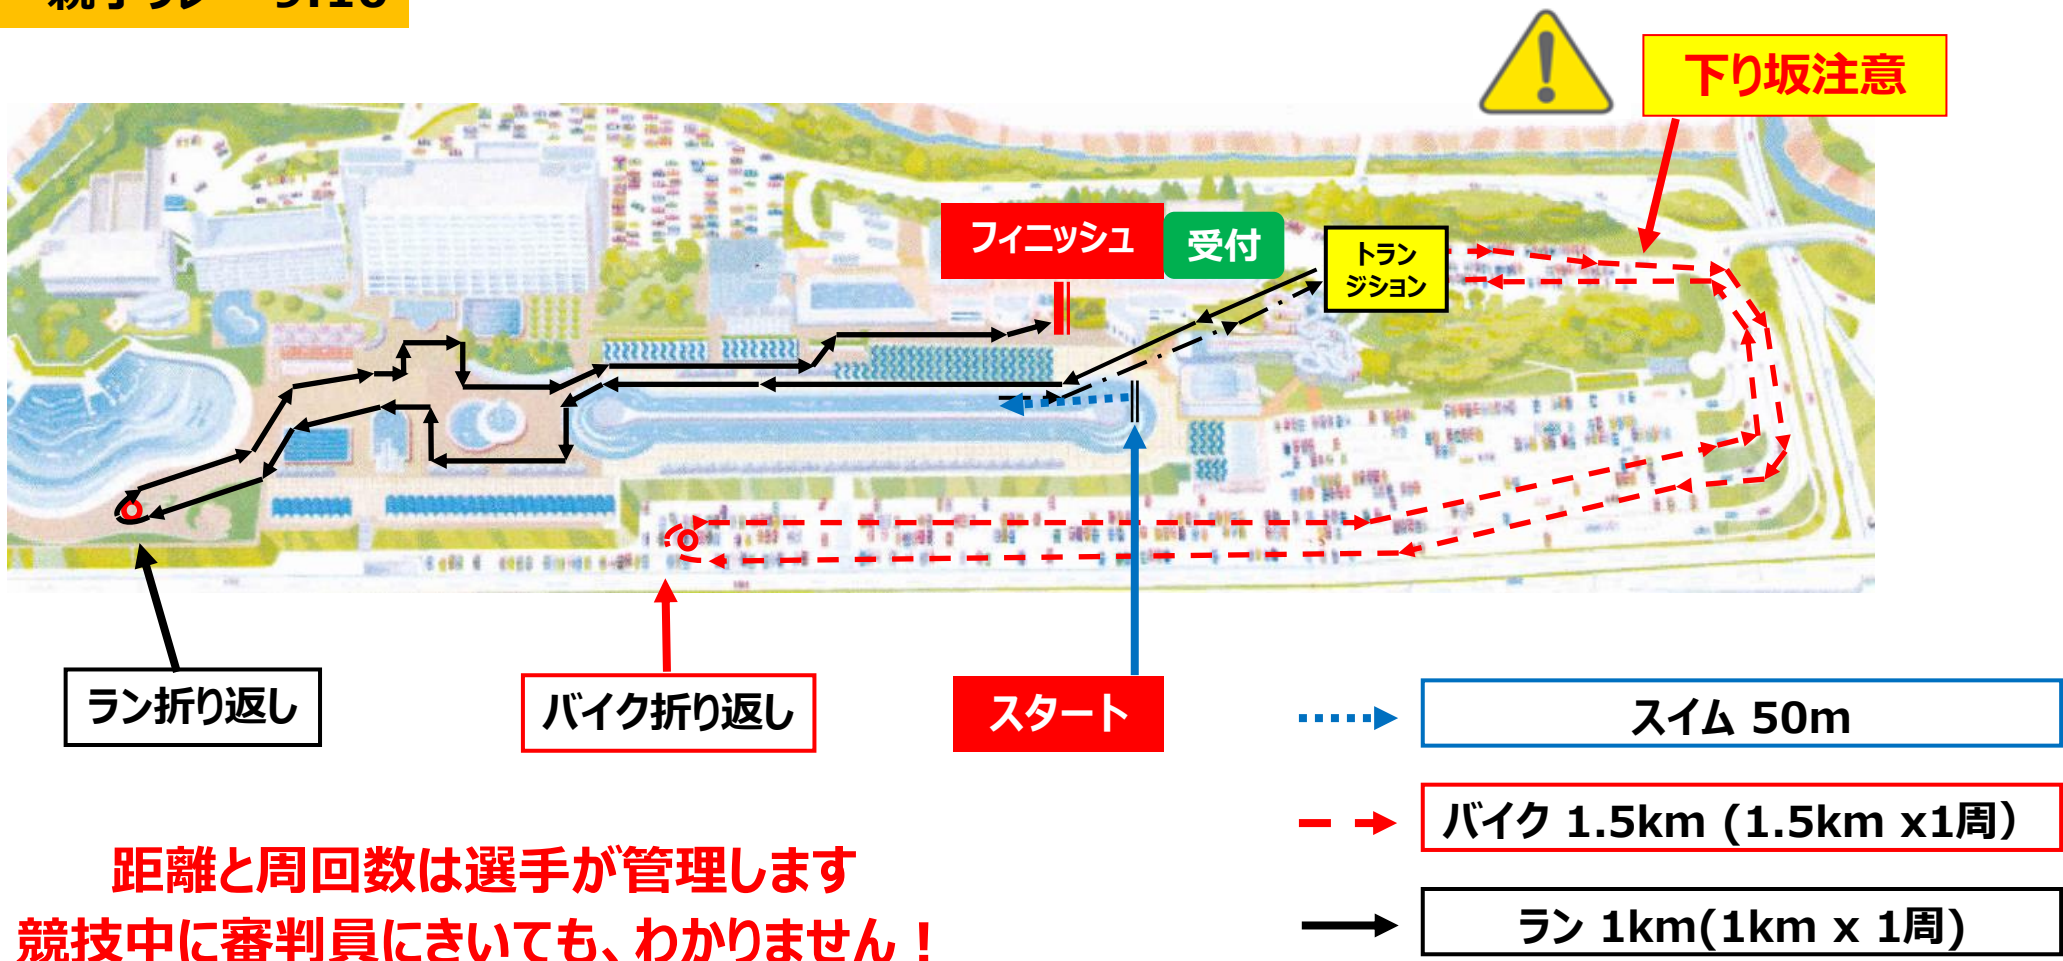 下り坂注意
フィニッシュ
受付
トラン
ジション
ラン折り返し
バイク折り返し
スタート
スイム 50m
バイク 1.5km (1.5km x1周）
ラン 1km(1km x 1周)
距離と周回数は選手が管理します
競技中に審判員にきいても、わかりません！